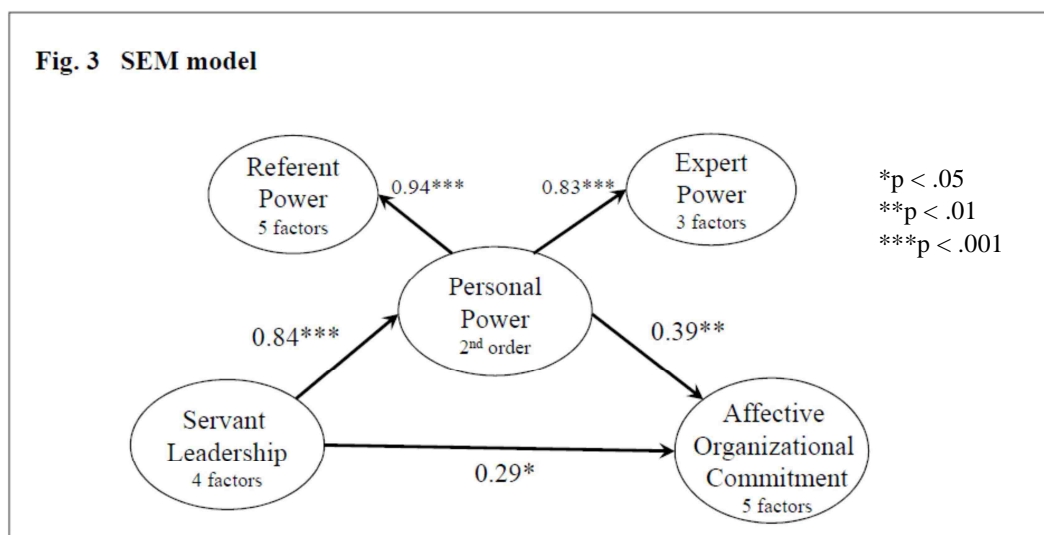 Fig. 3 SEM model
Referent
Power
5 factors
0.94***
0.83***
Expert
Power
3 factors
*p < .05
**p < .01
***p < .001
Personal
Power
2nd order
0.84***
0.39**
Servant
Leadership
4 factors
0.29*
Affective
Organizational
Commitment
5 factors